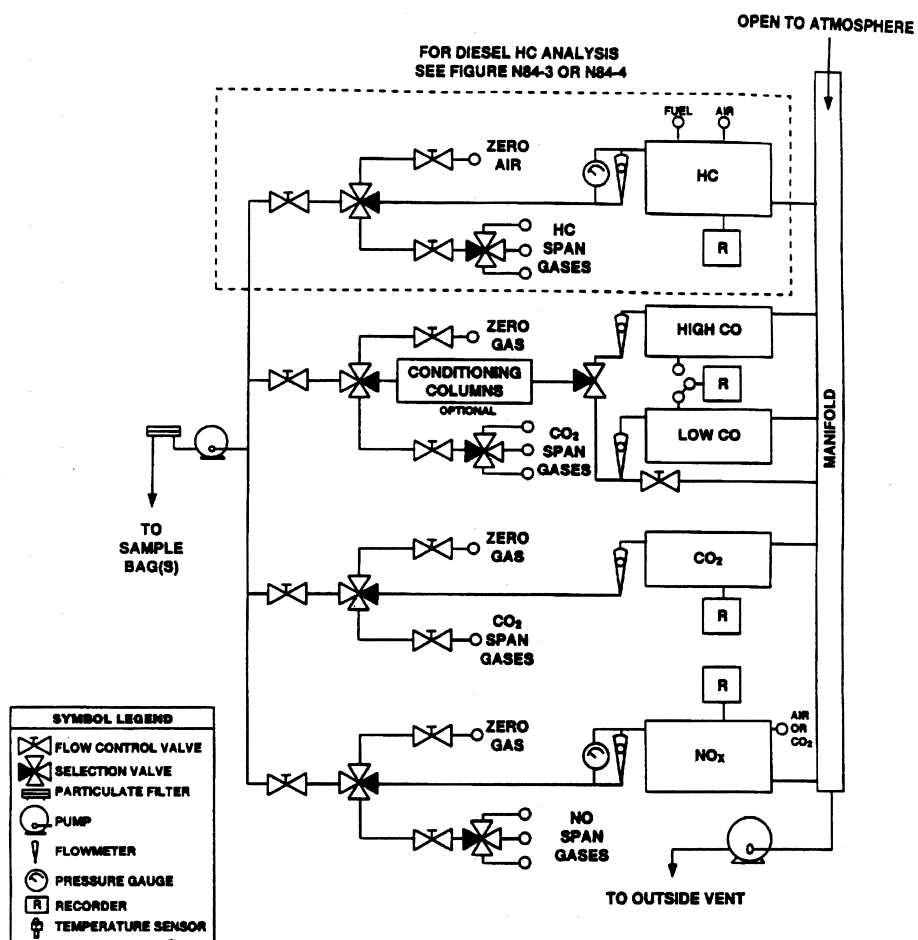 OPEN TO ATMOSPHERE
FOR DIESEL HC ANALYSIS
SEE FIGURE N84-3 OR N84-4
FUEL
AIR
ZERO
AIR
HC
HC
SPAN
GASES
R
ZERO
GAS
HIGH CO
CONDITIONING
COLUMNS
OPTIONAL
R
MANIFOLD
LOW CO
CO₂
SPAN
GASES
TO
SAMPLE
BAG(S)
ZERO
GAS
CO₂
R
CO₂
SPAN
GASES
R
ZERO
GAS
AIR
OR
CO₂
NOX
NO
SPAN
GASES
TO OUTSIDE VENT
SYMBOL LEGEND
FLOW CONTROL VALVE
SELECTION VALVE
PARTICULATE FILTER
PUMP
FLOWMETER
PRESSURE GAUGE
R RECORDER
TEMPERATURE SENSOR